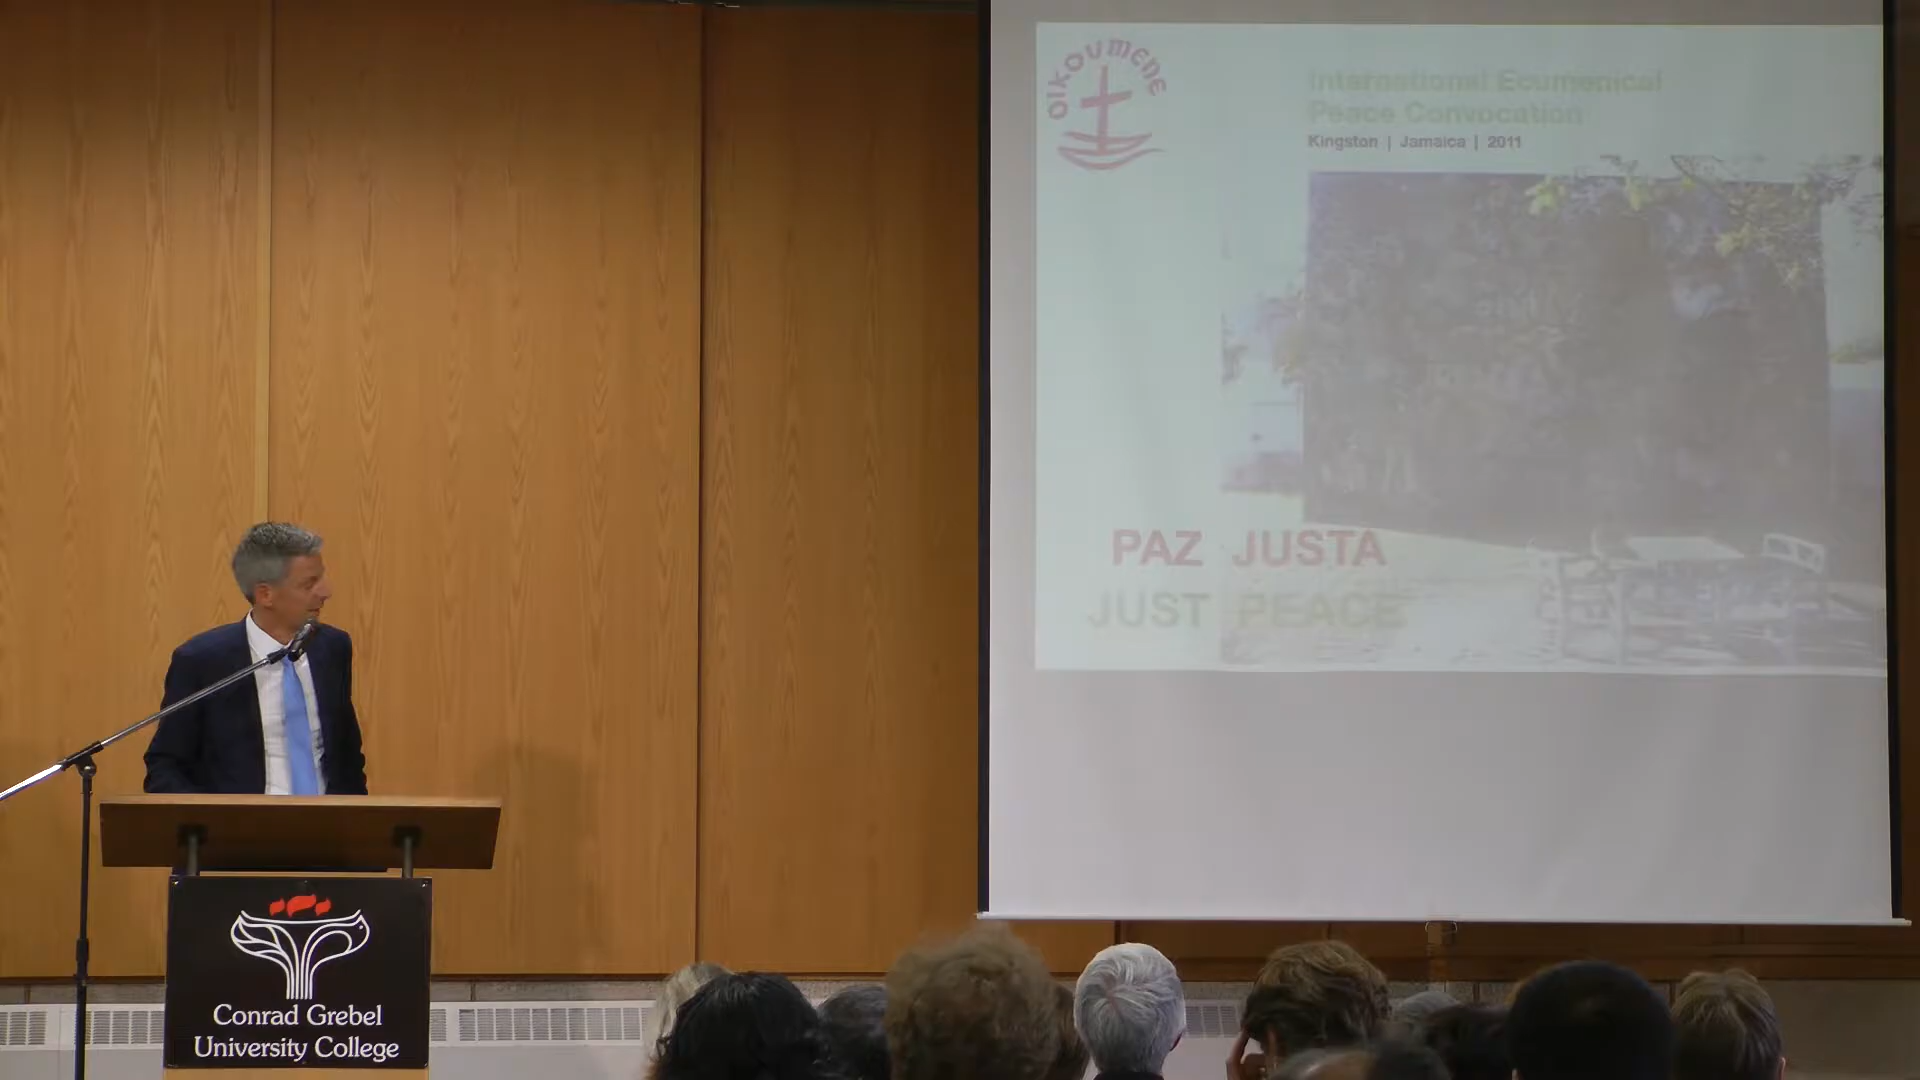 OIKOUMENE
International Ecumenical
Peace Convocation
Kingston | Jamaica | 2011
PAZ JUSTA
JUST PEACE
Conrad Grebel
University College